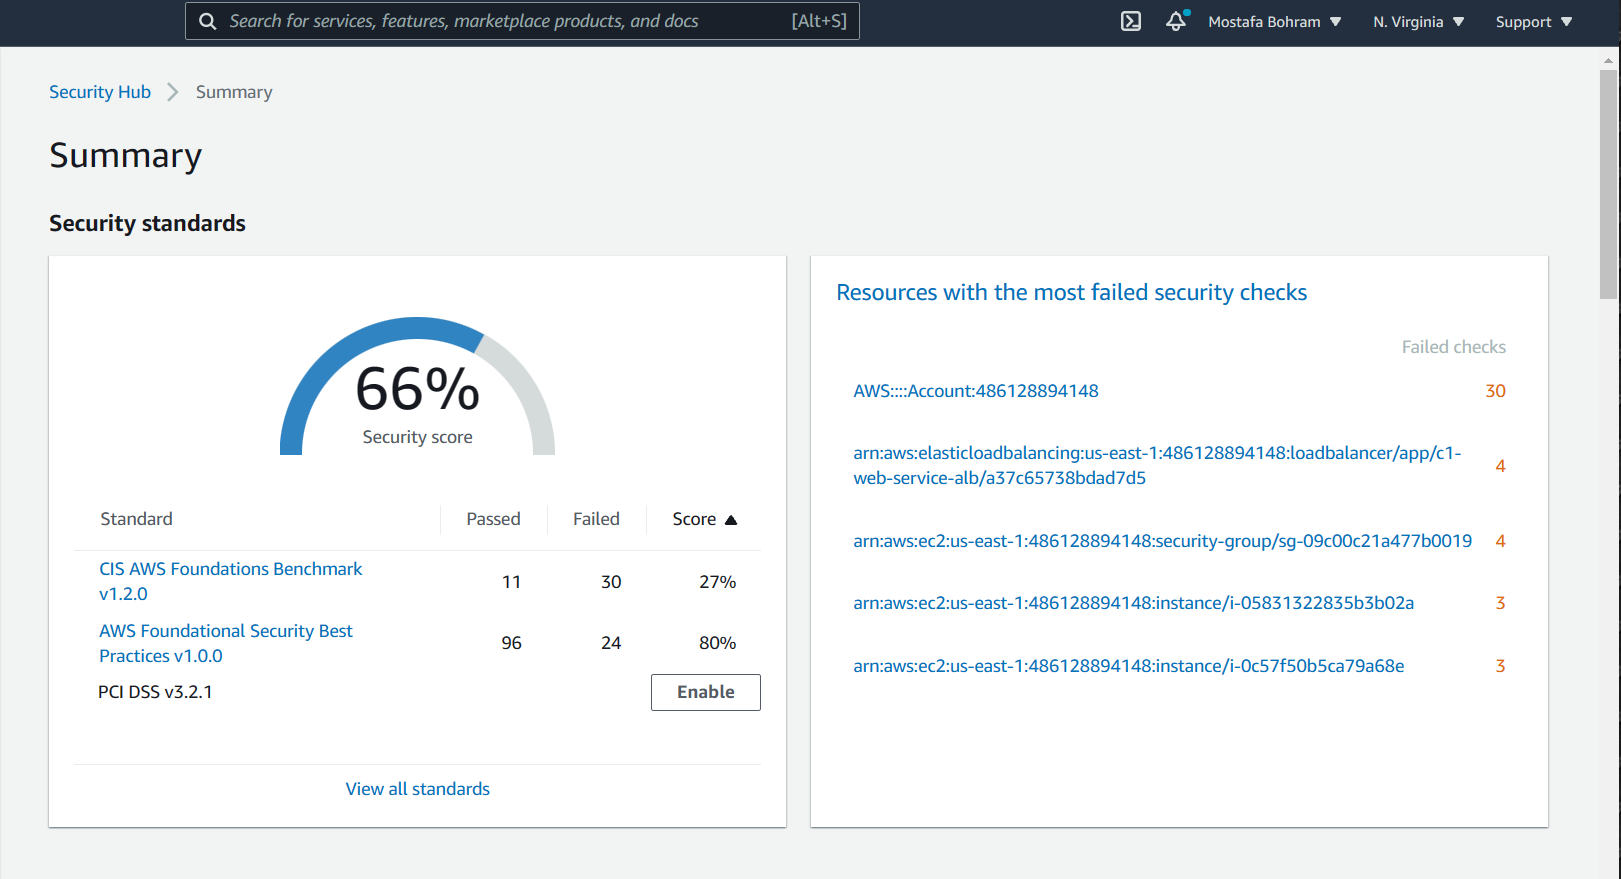 Search for services, features, marketplace products, and docs [Alt+S] Mostafa Bohram N. Virginia Support
Security Hub Summary
Summary
Security standards
66%
Security score
Standard Passed Failed Score
CIS AWS Foundations Benchmark
v1.2.0
11 30 27%
AWS Foundational Security Best
Practices v1.0.0
96 24 80%
PCI DSS v3.2.1 Enable
View all standards
Resources with the most failed security checks
Failed checks
AWS::::Account:486128894148 30
arn:aws:elasticloadbalancing:us-east-1:486128894148:loadbalancer/app/c1-
web-service-alb/a37c65738bdad7d5
4
arn:aws:ec2:us-east-1:486128894148:security-group/sg-09c00c21a477b0019 4
arn:aws:ec2:us-east-1:486128894148:instance/i-05831322835b3b02a 3
arn:aws:ec2:us-east-1:486128894148:instance/i-0c57f50b5ca79a68e 3